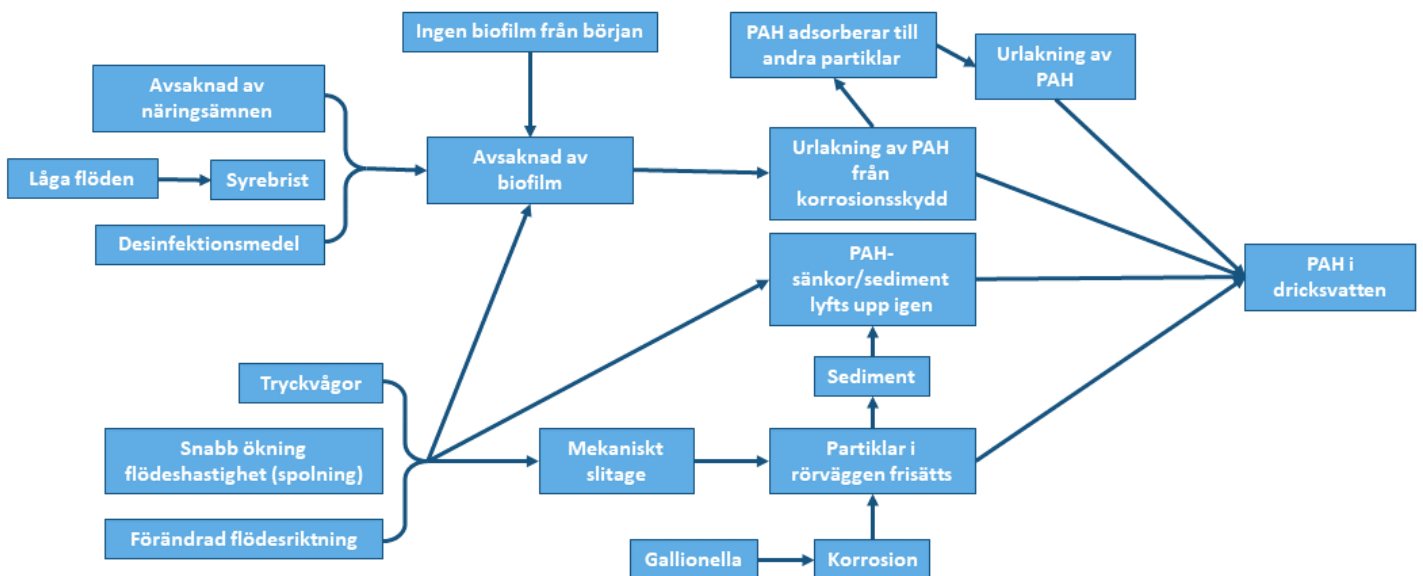 Ingen biofilm från början
PAH adsorberar till
andra partiklar
Urlakning av
PAH
Avsaknad av
näringsämnen
Låga flöden
Syrebrist
Avsaknad av
biofilm
Urlakning av PAH
från
korrosionsskydd
Desinfektionsmedel
PAH-
sänkor/sediment
lyfts upp igen
PAH i
dricksvatten
Tryckvågor
Sediment
Snabb ökning
flödeshastighet (spolning)
Mekaniskt
slitage
Partiklar i
rörväggen frisätts
Förändrad flödesriktning
Gallionella
Korrosion